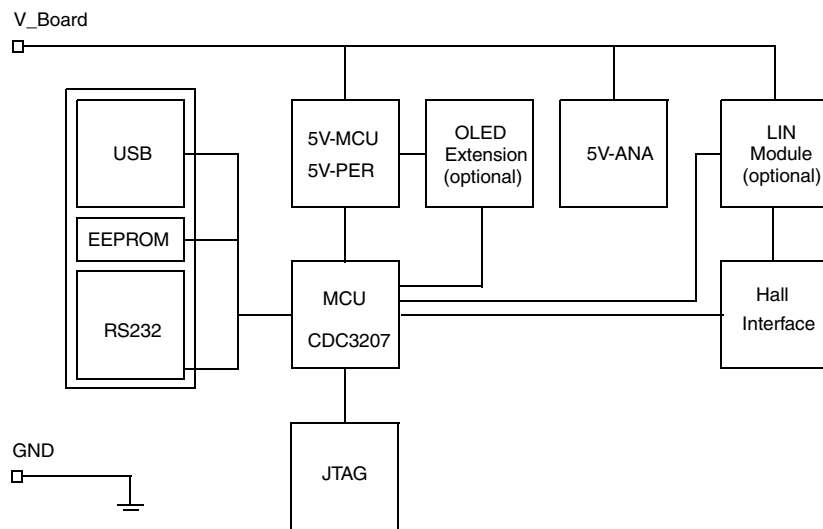 V_Board
USB
EEPROM
RS232
5V-MCU
5V-PER
OLED
Extension
(optional)
5V-ANA
LIN
Module
(optional)
MCU
CDC3207
Hall
Interface
JTAG
GND